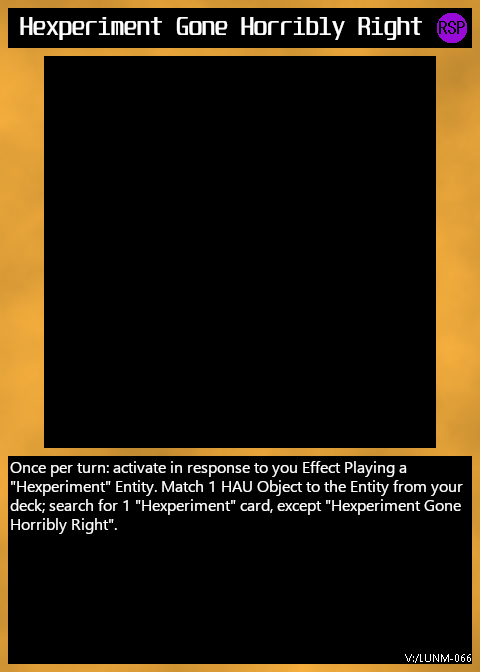 Hexperiment Gone Horribly Right RSP
Once per turn: activate in response to you Effect Playing a
"Hexperiment" Entity. Match 1 HAU Object to the Entity from your
deck; search for 1 "Hexperiment" card, except "Hexperiment Gone
Horribly Right".
V:/LUNM-066